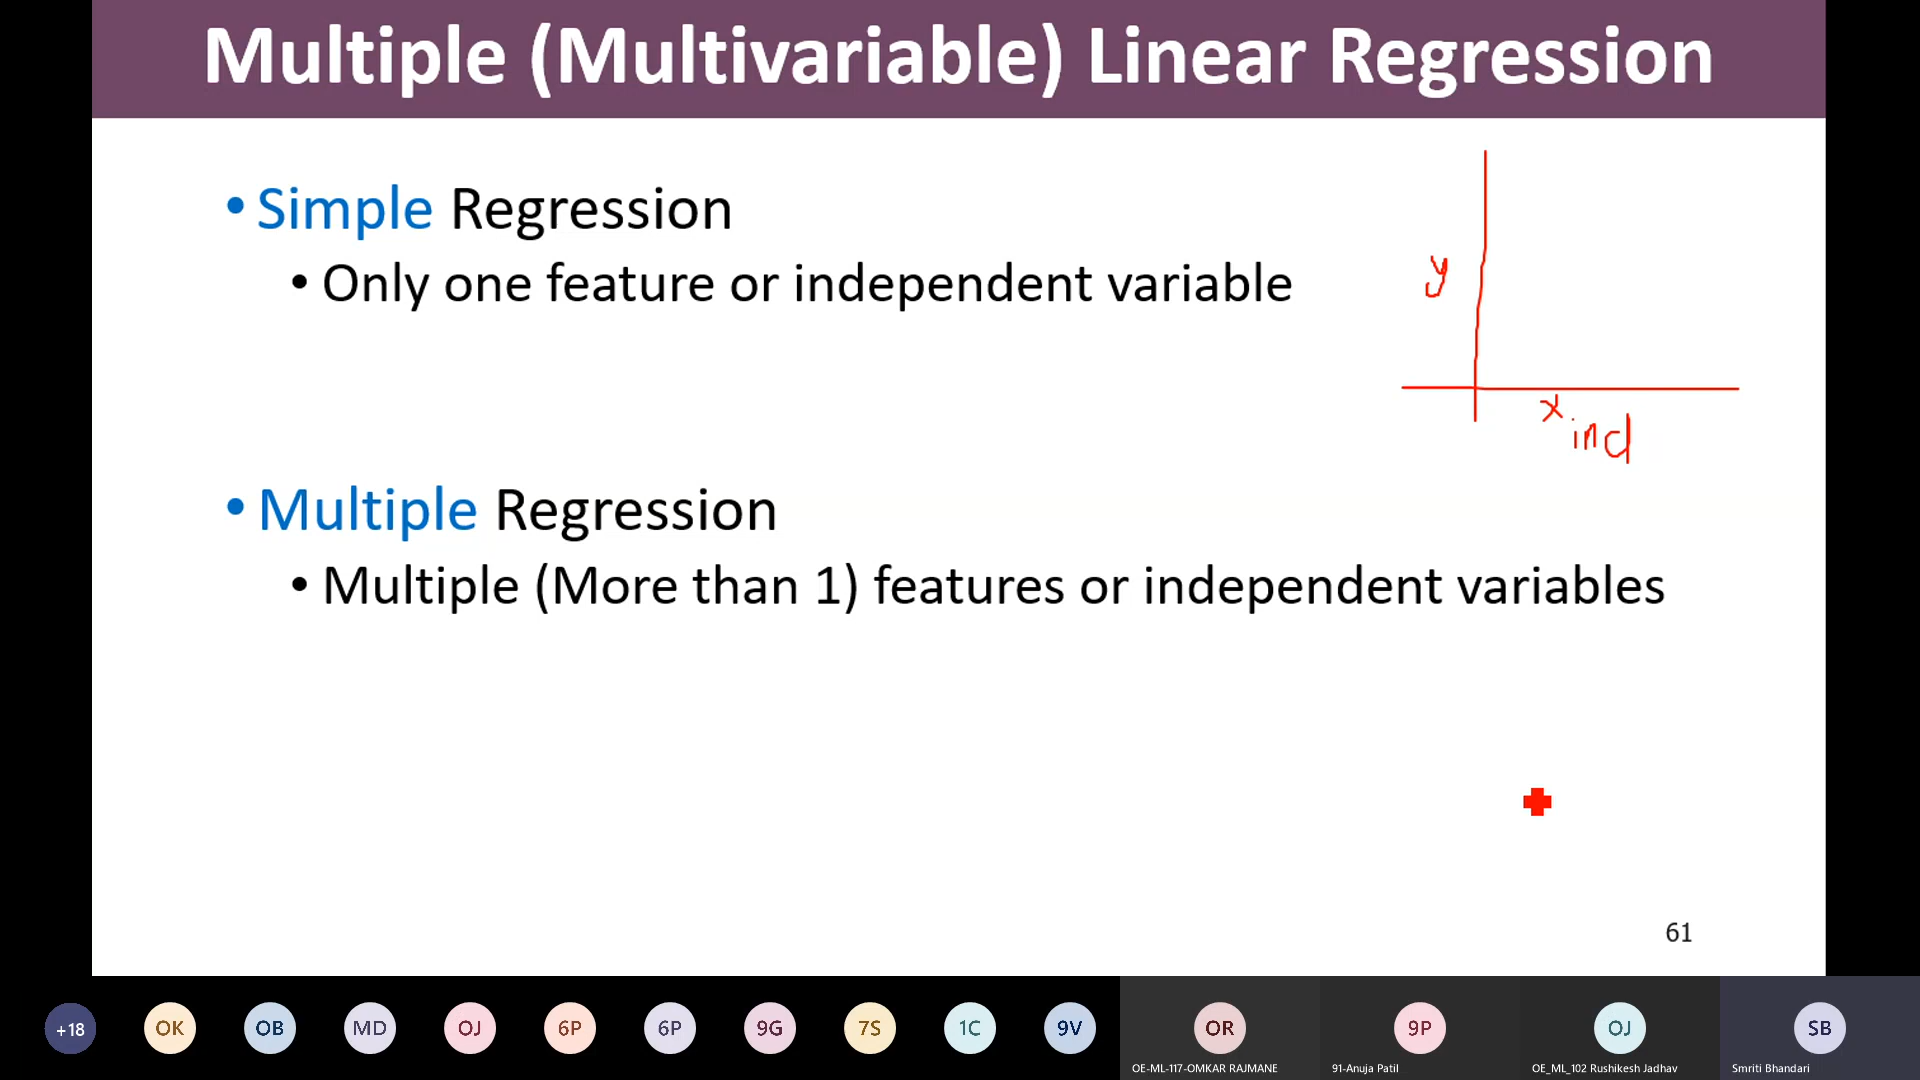 Multiple (Multivariable) Linear Regression
• Simple Regression
• Only one feature or independent variable
y
x
ind
• Multiple Regression
• Multiple (More than 1) features or independent variables
61
+18
OK
OB
MD
OJ
6P
6P
9G
7S
1C
9V
OR
9P
OJ
SB
OE-ML-117-OMKAR RAJMANE
91-Anuja Patil
OE_ML_102 Rushikesh Jadhav
Smriti Bhandari